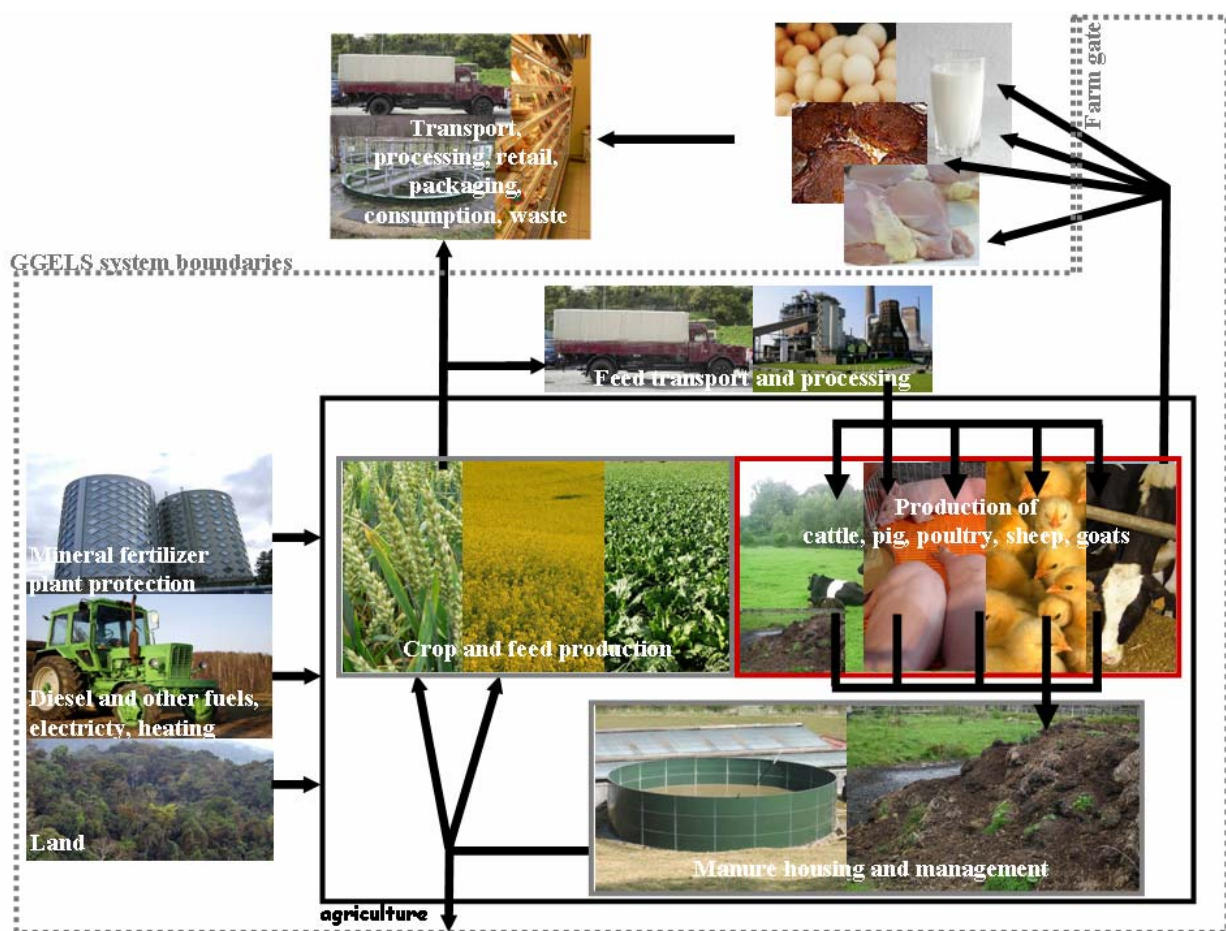 Farm gate
Transport,
processing, retail,
packaging,
consumption, waste
GGELS system boundaries
Feed transport and processing
Mineral fertilizer
plant protection
Production of
cattle, pig, poultry, sheep, goats
Crop and feed production
Diesel and other fuels,
electricty, heating
Land
Manure housing and management
agriculture